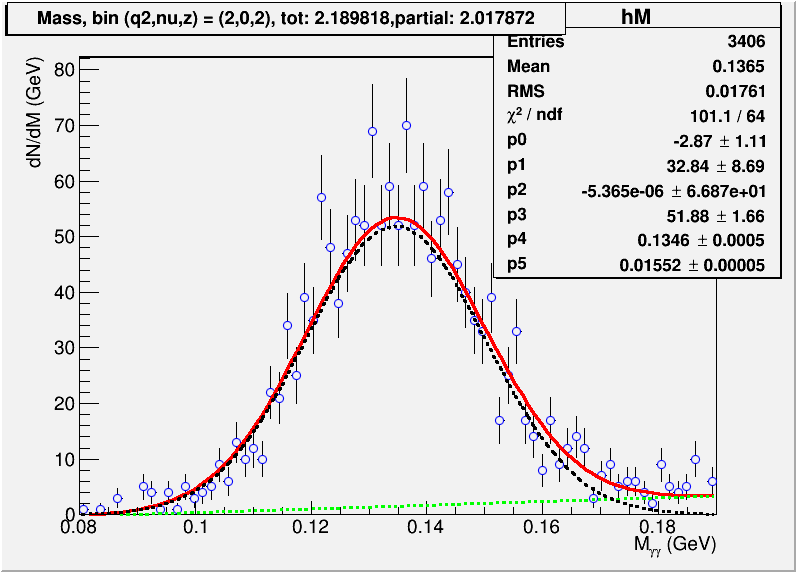 Mass, bin (q2,nu,z) = (2,0,2), tot: 2.189818,partial: 2.017872
hM
Entries 3406
Mean 0.1365
RMS 0.01761
χ² / ndf 101.1 / 64
p0 -2.87 ± 1.11
p1 32.84 ± 8.69
p2 -5.365e-06 ± 6.687e+01
p3 51.88 ± 1.66
p4 0.1346 ± 0.0005
p5 0.01552 ± 0.00005
dN/dM (GeV)
80
70
60
50
40
30
20
10
0
0.08 0.1 0.12 0.14 0.16 0.18
Mγγ (GeV)